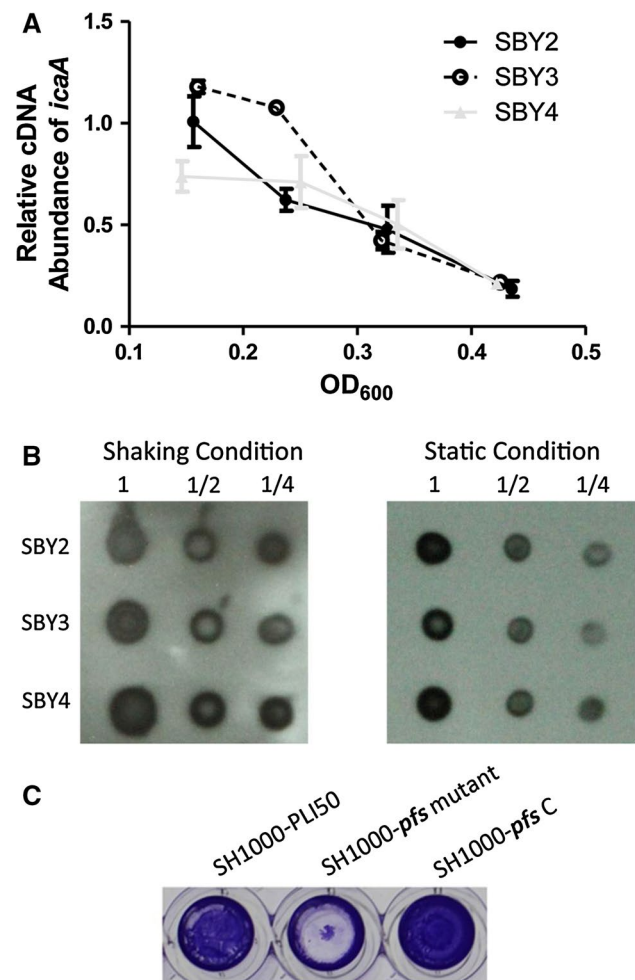 A
1.5
1.0
0.5
0.0
Relative cDNA
Abundance of icaA
SBY2
SBY3
SBY4
0.1 0.2 0.3 0.4 0.5
OD600
B
Shaking Condition
Static Condition
1 1/2 1/4
1 1/2 1/4
SBY2
SBY3
SBY4
C
SH1000-PLI50
SH1000-pfs mutant
SH1000-pfs C